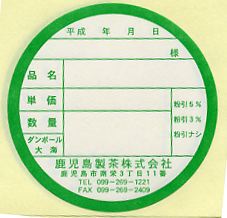 平成　年　月　日
様
品名
単価
粉引5%
数量
粉引3%
粉引ナシ
ダンボール
大海
鹿児島製茶株式会社
鹿児島市南栄3丁目11番
TEL 099-269-1221
FAX 099-269-2409